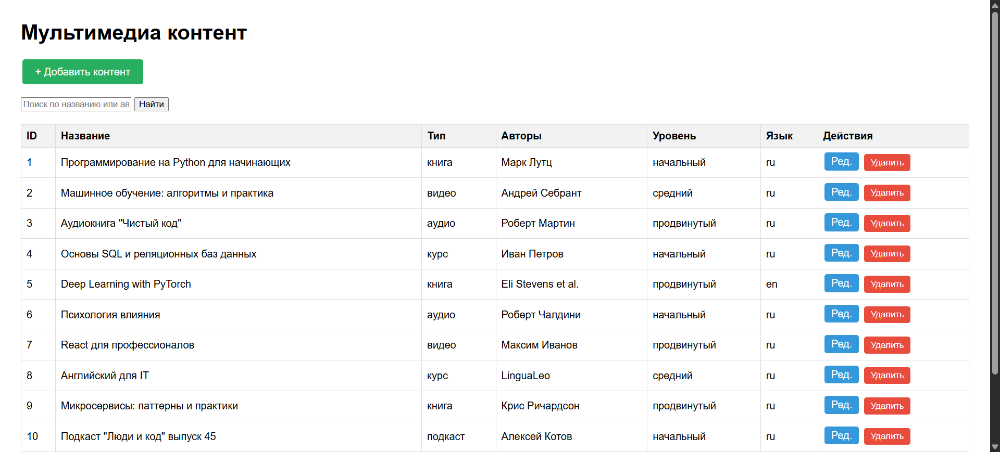 Мультимедиа контент
+ Добавить контент
Поиск по названию или ав Найти
ID Название Тип Авторы Уровень Язык Действия
1 Программирование на Python для начинающих книга Марк Лутц начальный ru Ред. Удалить
2 Машинное обучение: алгоритмы и практика видео Андрей Себрант средний ru Ред. Удалить
3 Аудиокнига "Чистый код" аудио Роберт Мартин продвинутый ru Ред. Удалить
4 Основы SQL и реляционных баз данных курс Иван Петров начальный ru Ред. Удалить
5 Deep Learning with PyTorch книга Eli Stevens et al. продвинутый en Ред. Удалить
6 Психология влияния аудио Роберт Чалдини начальный ru Ред. Удалить
7 React для профессионалов видео Максим Иванов продвинутый ru Ред. Удалить
8 Английский для IT курс LinguaLeo средний ru Ред. Удалить
9 Микросервисы: паттерны и практики книга Крис Ричардсон продвинутый ru Ред. Удалить
10 Подкаст "Люди и код" выпуск 45 подкаст Алексей Котов начальный ru Ред. Удалить